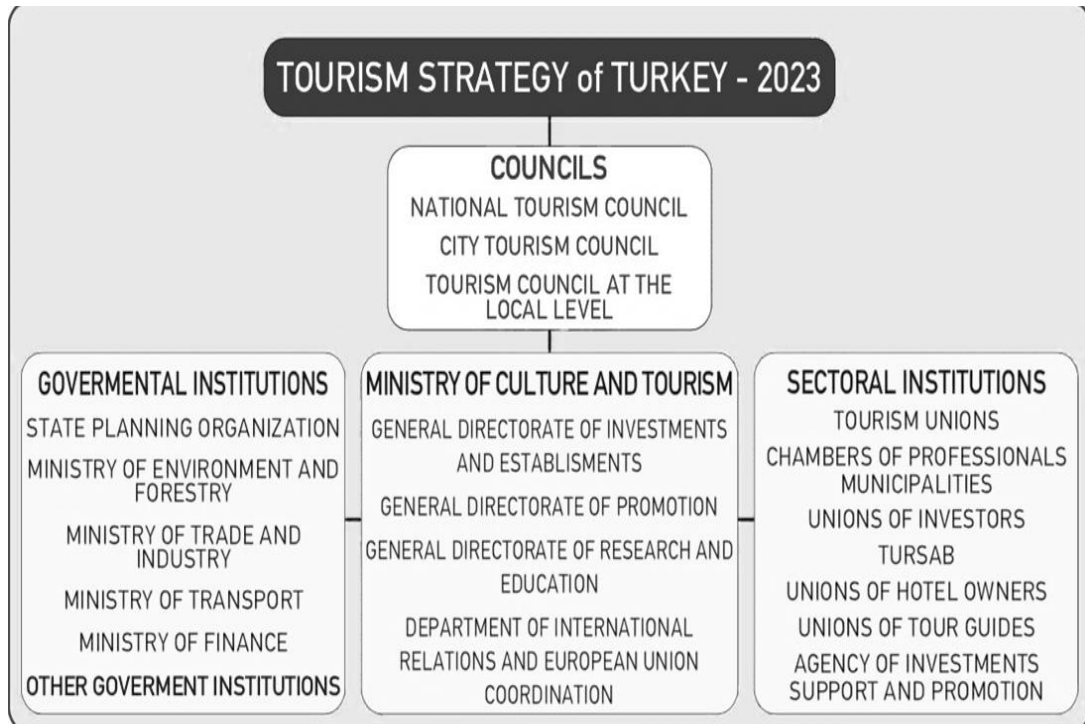 TOURISM STRATEGY of TURKEY - 2023
COUNCILS
NATIONAL TOURISM COUNCIL
CITY TOURISM COUNCIL
TOURISM COUNCIL AT THE
LOCAL LEVEL
GOVERMENTAL INSTITUTIONS
STATE PLANNING ORGANIZATION
MINISTRY OF ENVIRONMENT AND
FORESTRY
MINISTRY OF TRADE AND
INDUSTRY
MINISTRY OF TRANSPORT
MINISTRY OF FINANCE
OTHER GOVERMENT INSTITUTIONS
MINISTRY OF CULTURE AND TOURISM
GENERAL DIRECTORATE OF INVESTMENTS
AND ESTABLISMENTS
GENERAL DIRECTORATE OF PROMOTION
GENERAL DIRECTORATE OF RESEARCH AND
EDUCATION
DEPARTMENT OF INTERNATIONAL
RELATIONS AND EUROPEAN UNION
COORDINATION
SECTORAL INSTITUTIONS
TOURISM UNIONS
CHAMBERS OF PROFESSIONALS
MUNICIPALITIES
UNIONS OF INVESTORS
TURSAB
UNIONS OF HOTEL OWNERS
UNIONS OF TOUR GUIDES
AGENCY OF INVESTMENTS
SUPPORT AND PROMOTION